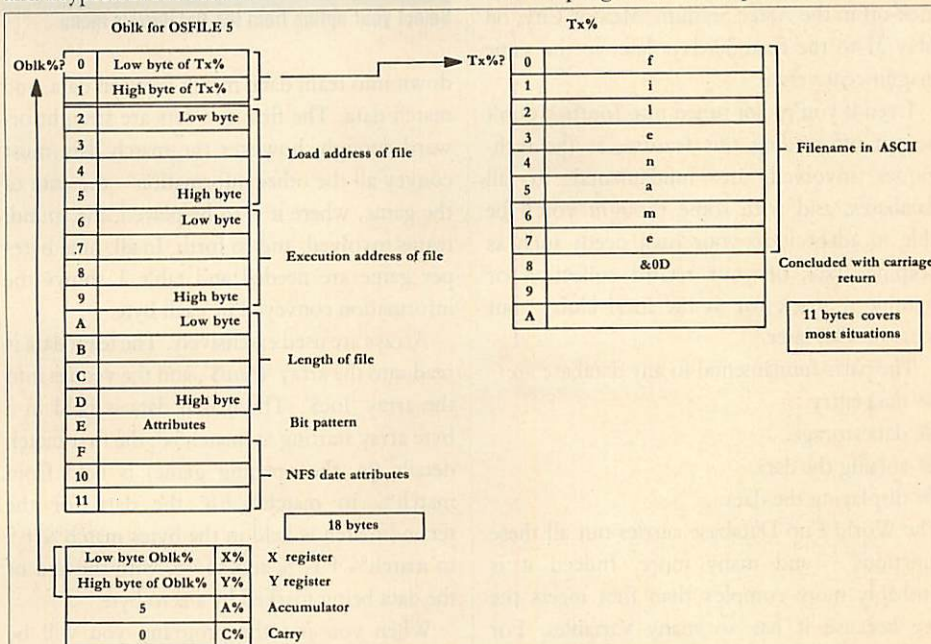 Oblk for OSFILE 5
Oblk%?
0 Low byte of Tx%
1 High byte of Tx%
2 Low byte
3
4
5 High byte
Load address of file
6 Low byte
7
8
9 High byte
Execution address of file
A Low byte
B
C
D High byte
Length of file
E Attributes Bit pattern
F
10
11
NFS date attributes
18 bytes
Low byte Oblk% X% X register
High byte of Oblk% Y% Y register
5 A% Accumulator
0 C% Carry
Tx%
Tx%?
0 f
1 i
2 l
3 e
4 n
5 a
6 m
7 e
8 &0D
9
A
Filename in ASCII
Concluded with carriage
return
11 bytes covers
most situations